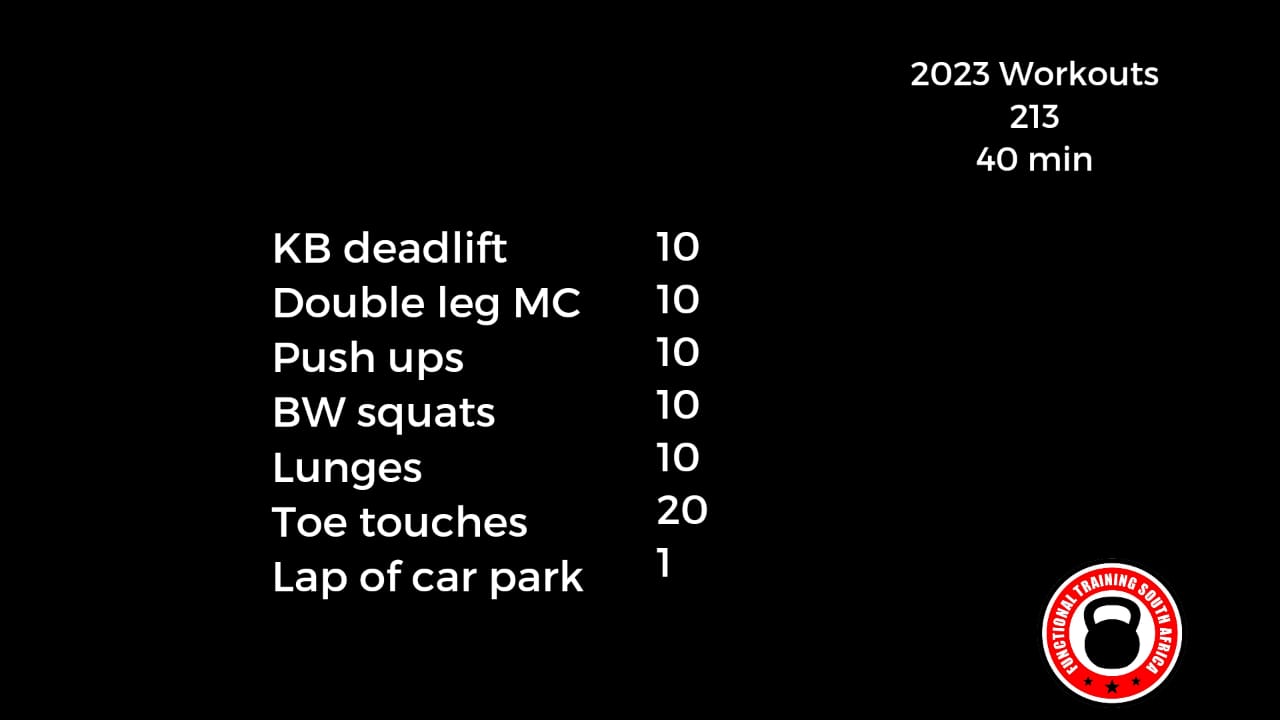 2023 Workouts
213
40 min
KB deadlift 10
Double leg MC 10
Push ups 10
BW squats 10
Lunges 10
Toe touches 20
Lap of car park 1
FUNCTIONAL TRAINING SOUTH AFRICA